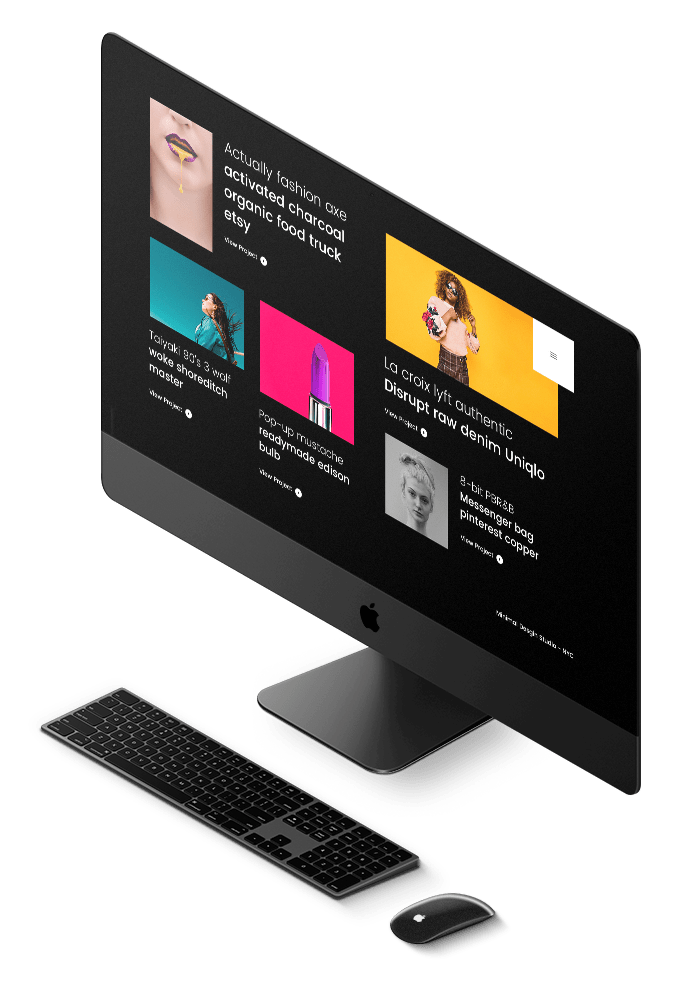 Actually fashion axe
activated charcoal
organic food truck
etsy
View Project
Taiyaki 90's 3 wolf
woke shoreditch
master
View Project
Pop-up mustache
readymade edison
bulb
View Project
La croix lyft authentic
Disrupt raw denim Uniqlo
View Project
8-bit PBR&B
Messenger bag
pinterest copper
View Project
Minimal Design Studio - NYC